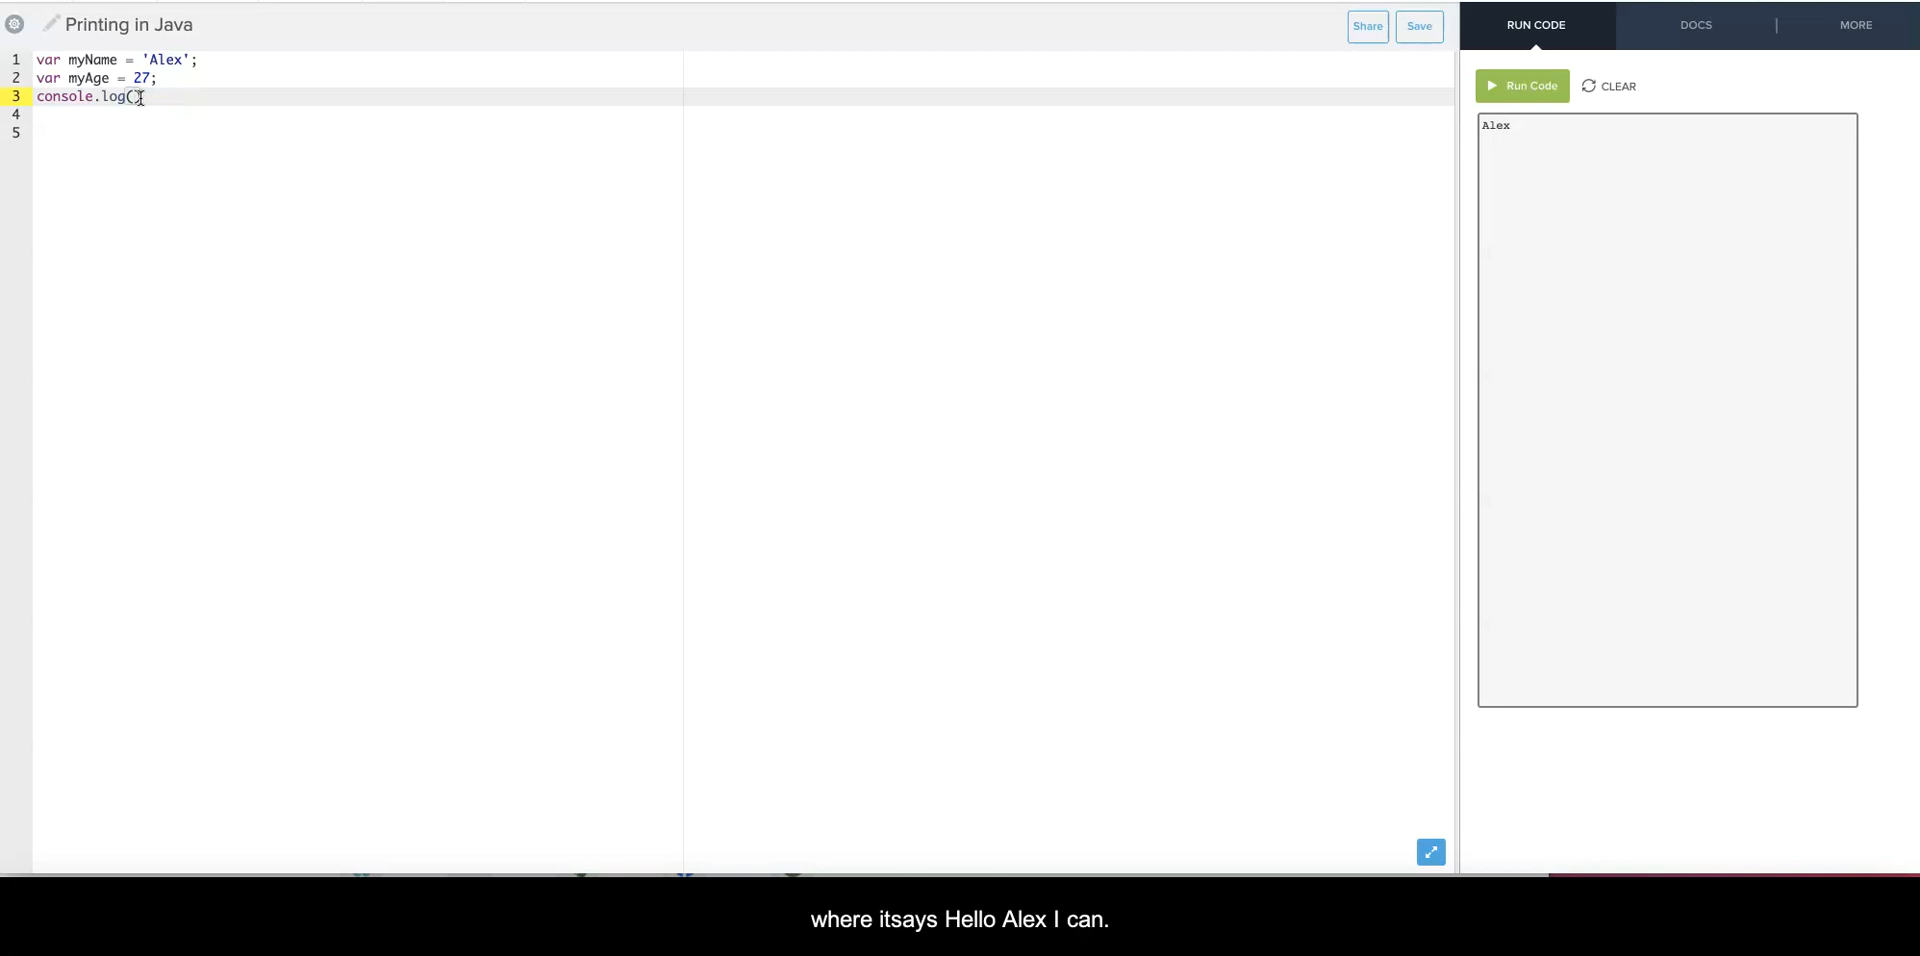 Printing in Java
Share
Save
RUN CODE
DOCS
|
MORE
1 var myName = 'Alex';
2 var myAge = 27;
3 console.log()
4
5
Run Code
CLEAR
Alex
where itsays Hello Alex I can.